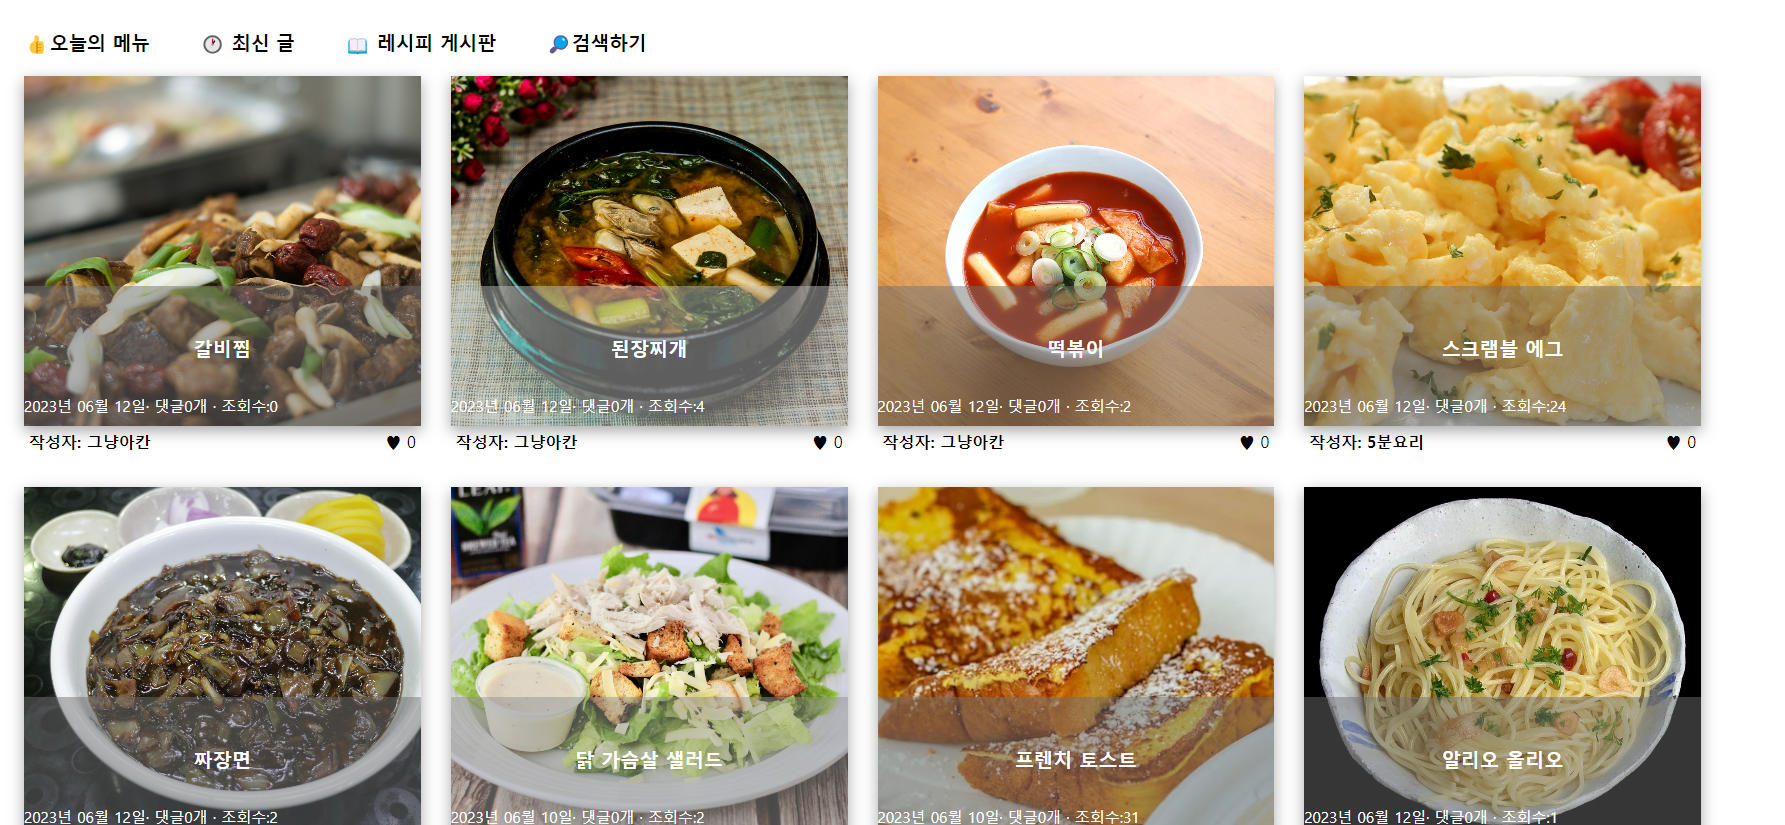 오늘의 메뉴 최신 글 레시피 게시판 검색하기
갈비찜 된장찌개 떡볶이 스크램블 에그
2023년 06월 12일· 댓글0개 · 조회수:0 2023년 06월 12일· 댓글0개 · 조회수:4 2023년 06월 12일· 댓글0개 · 조회수:2 2023년 06월 12일· 댓글0개 · 조회수:24
작성자: 그냥아칸 ♥ 0 작성자: 그냥아칸 ♥ 0 작성자: 그냥아칸 ♥ 0 작성자: 5분요리 ♥ 0
짜장면 닭 가슴살 샐러드 프렌치 토스트 알리오 올리오
2023년 06월 12일· 댓글0개 · 조회수:2 2023년 06월 10일· 댓글0개 · 조회수:2 2023년 06월 10일· 댓글0개 · 조회수:31 2023년 06월 12일· 댓글0개 · 조회수:1